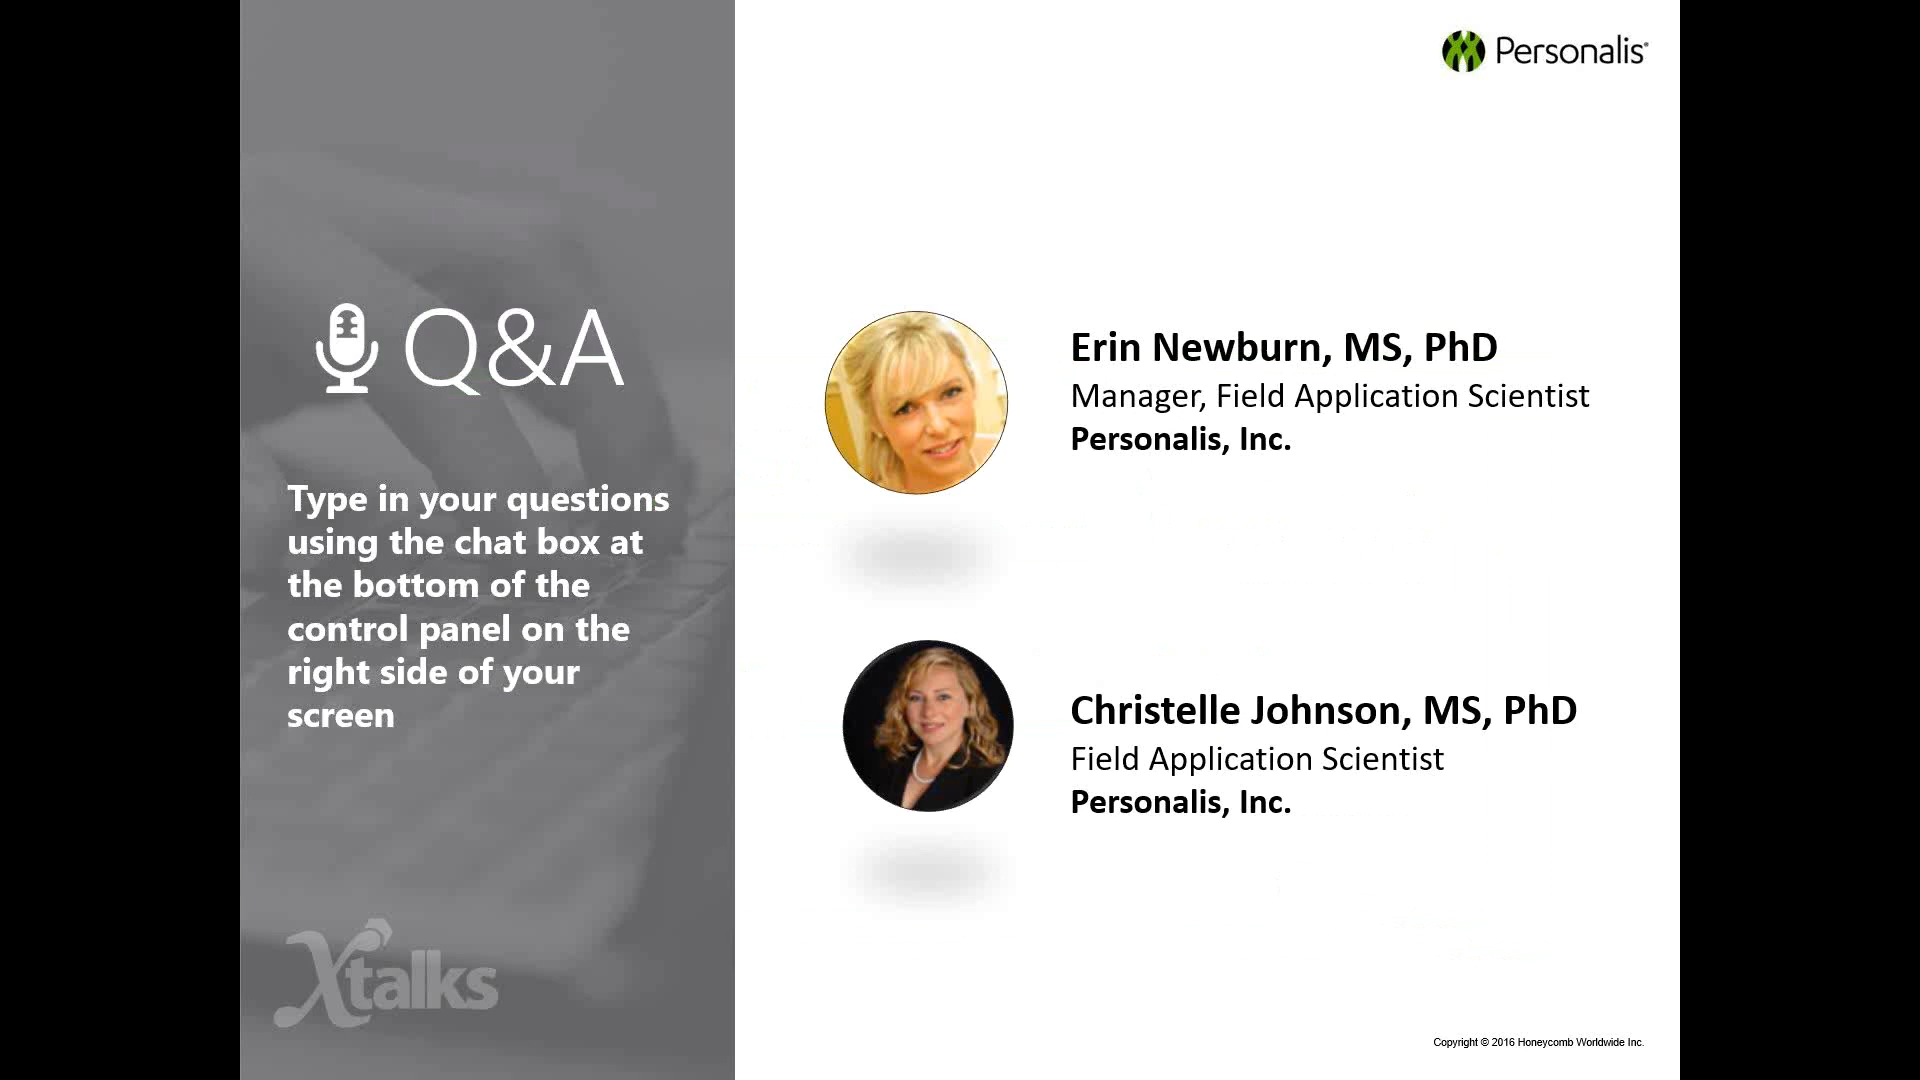 Personalis®
Q&A
Type in your questions
using the chat box at
the bottom of the
control panel on the
right side of your
screen
Erin Newburn, MS, PhD
Manager, Field Application Scientist
Personalis, Inc.
Christelle Johnson, MS, PhD
Field Application Scientist
Personalis, Inc.
Xtalks
Copyright © 2016 Honeycomb Worldwide Inc.